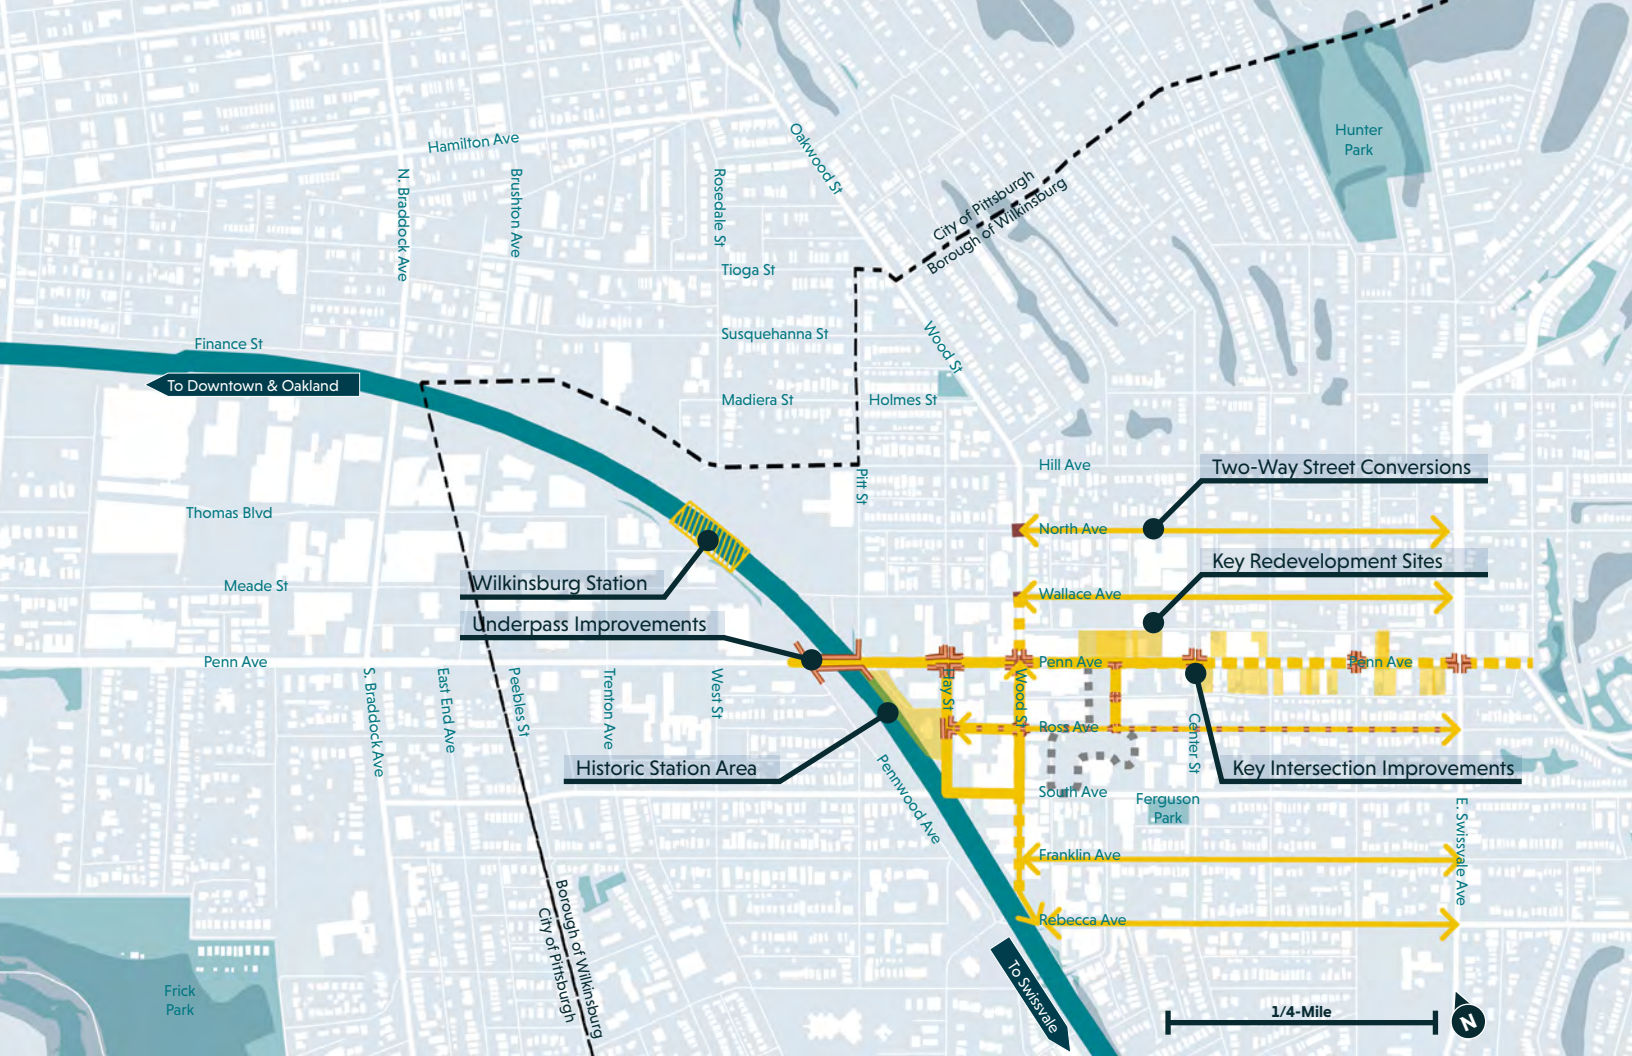 Hamilton Ave
N. Braddock Ave
Brushton Ave
Rosedale St
Oakwood St
Hunter
Park
City of Pittsburgh
Borough of Wilkinsburg
Tioga St
Susquehanna St
Wood St
Finance St
To Downtown & Oakland
Madiera St
Holmes St
Hill Ave
Pitt St
Two-Way Street Conversions
Thomas Blvd
North Ave
Key Redevelopment Sites
Meade St
Wilkinsburg Station
Wallace Ave
Underpass Improvements
Penn Ave
Penn Ave
Penn Ave
S. Braddock Ave
East End Ave
Peebles St
Trenton Ave
West St
Wood St
Ross Ave
Center St
Historic Station Area
Key Intersection Improvements
Pennwood Ave
South Ave
Ferguson
Park
E. Swissvale Ave
Franklin Ave
Borough of Wilkinsburg
City of Pittsburgh
Rebecca Ave
To Swissvale
Frick
Park
1/4-Mile
N